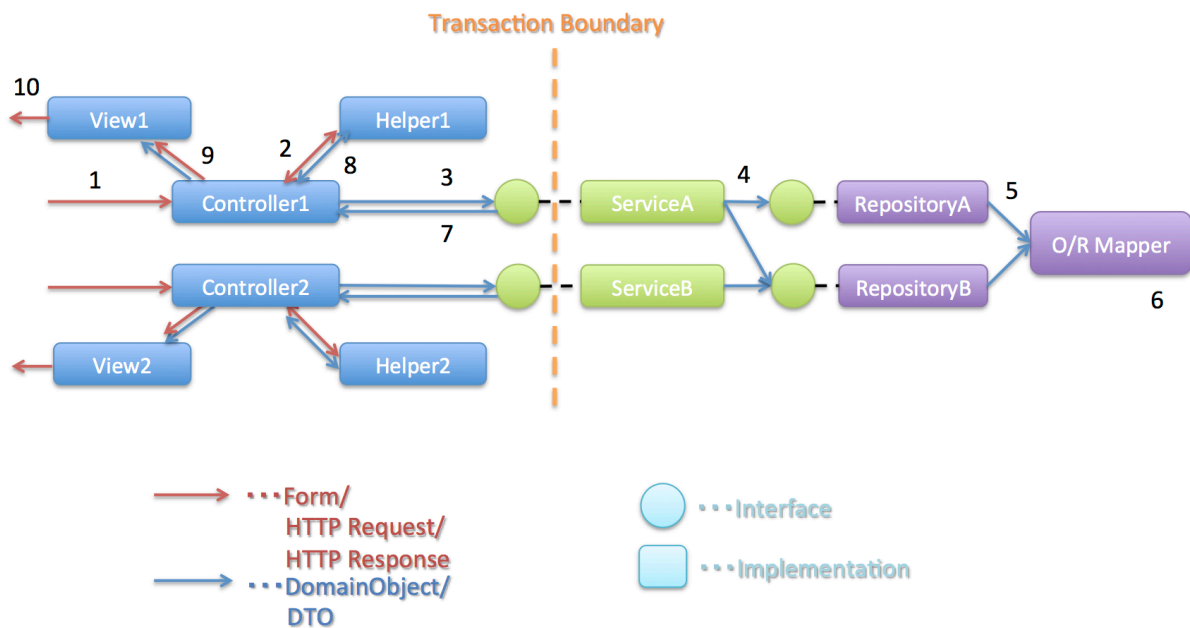 Transaction Boundary
10
View1
Helper1
9
2
8
1
3
4
5
Controller1
ServiceA
RepositoryA
7
O/R Mapper
Controller2
ServiceB
RepositoryB
6
View2
Helper2
···Form/
HTTP Request/
HTTP Response
···DomainObject/
DTO
···Interface
···Implementation